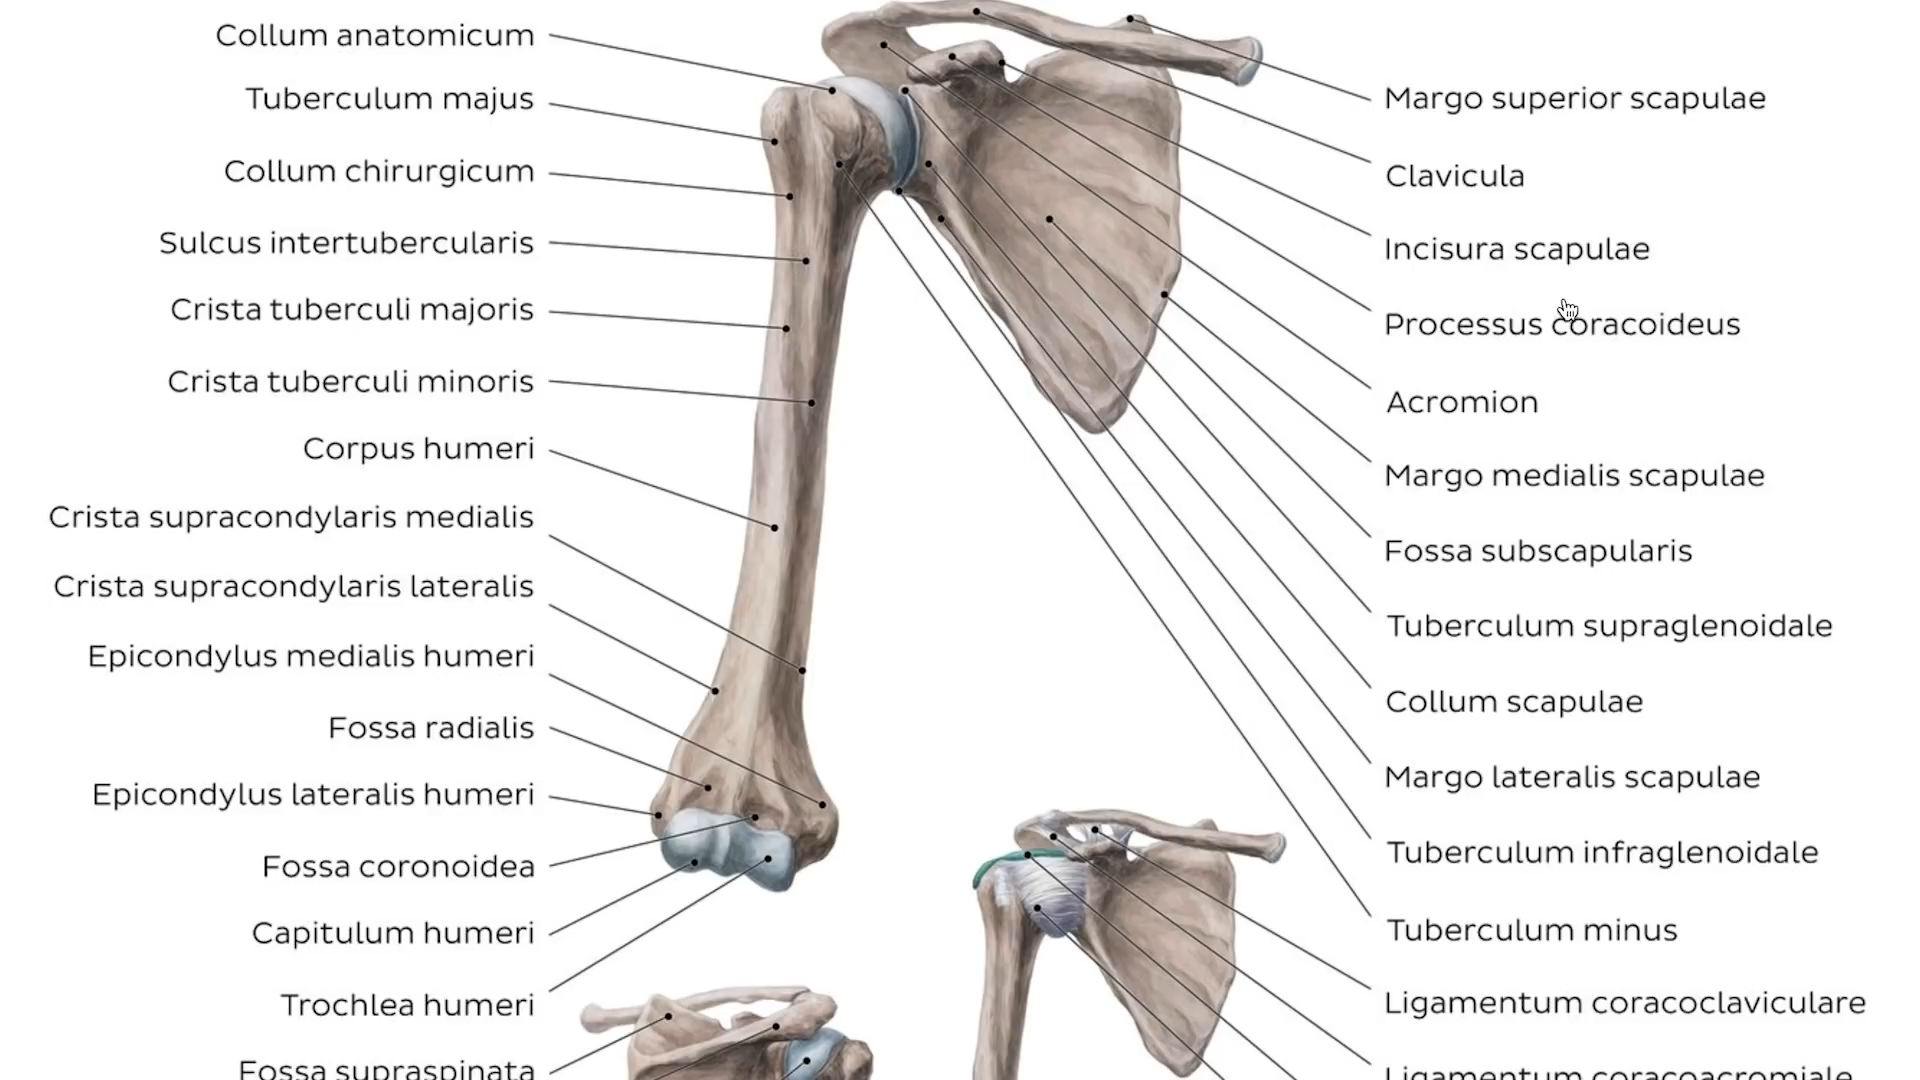 Collum anatomicum
Tuberculum majus
Collum chirurgicum
Sulcus intertubercularis
Crista tuberculi majoris
Crista tuberculi minoris
Corpus humeri
Crista supracondylaris medialis
Crista supracondylaris lateralis
Epicondylus medialis humeri
Fossa radialis
Epicondylus lateralis humeri
Fossa coronoidea
Capitulum humeri
Trochlea humeri
Fossa supraspinata
Margo superior scapulae
Clavicula
Incisura scapulae
Processus coracoideus
Acromion
Margo medialis scapulae
Fossa subscapularis
Tuberculum supraglenoidale
Collum scapulae
Margo lateralis scapulae
Tuberculum infraglenoidale
Tuberculum minus
Ligamentum coracoclaviculare
Ligamentum coracoacromiale